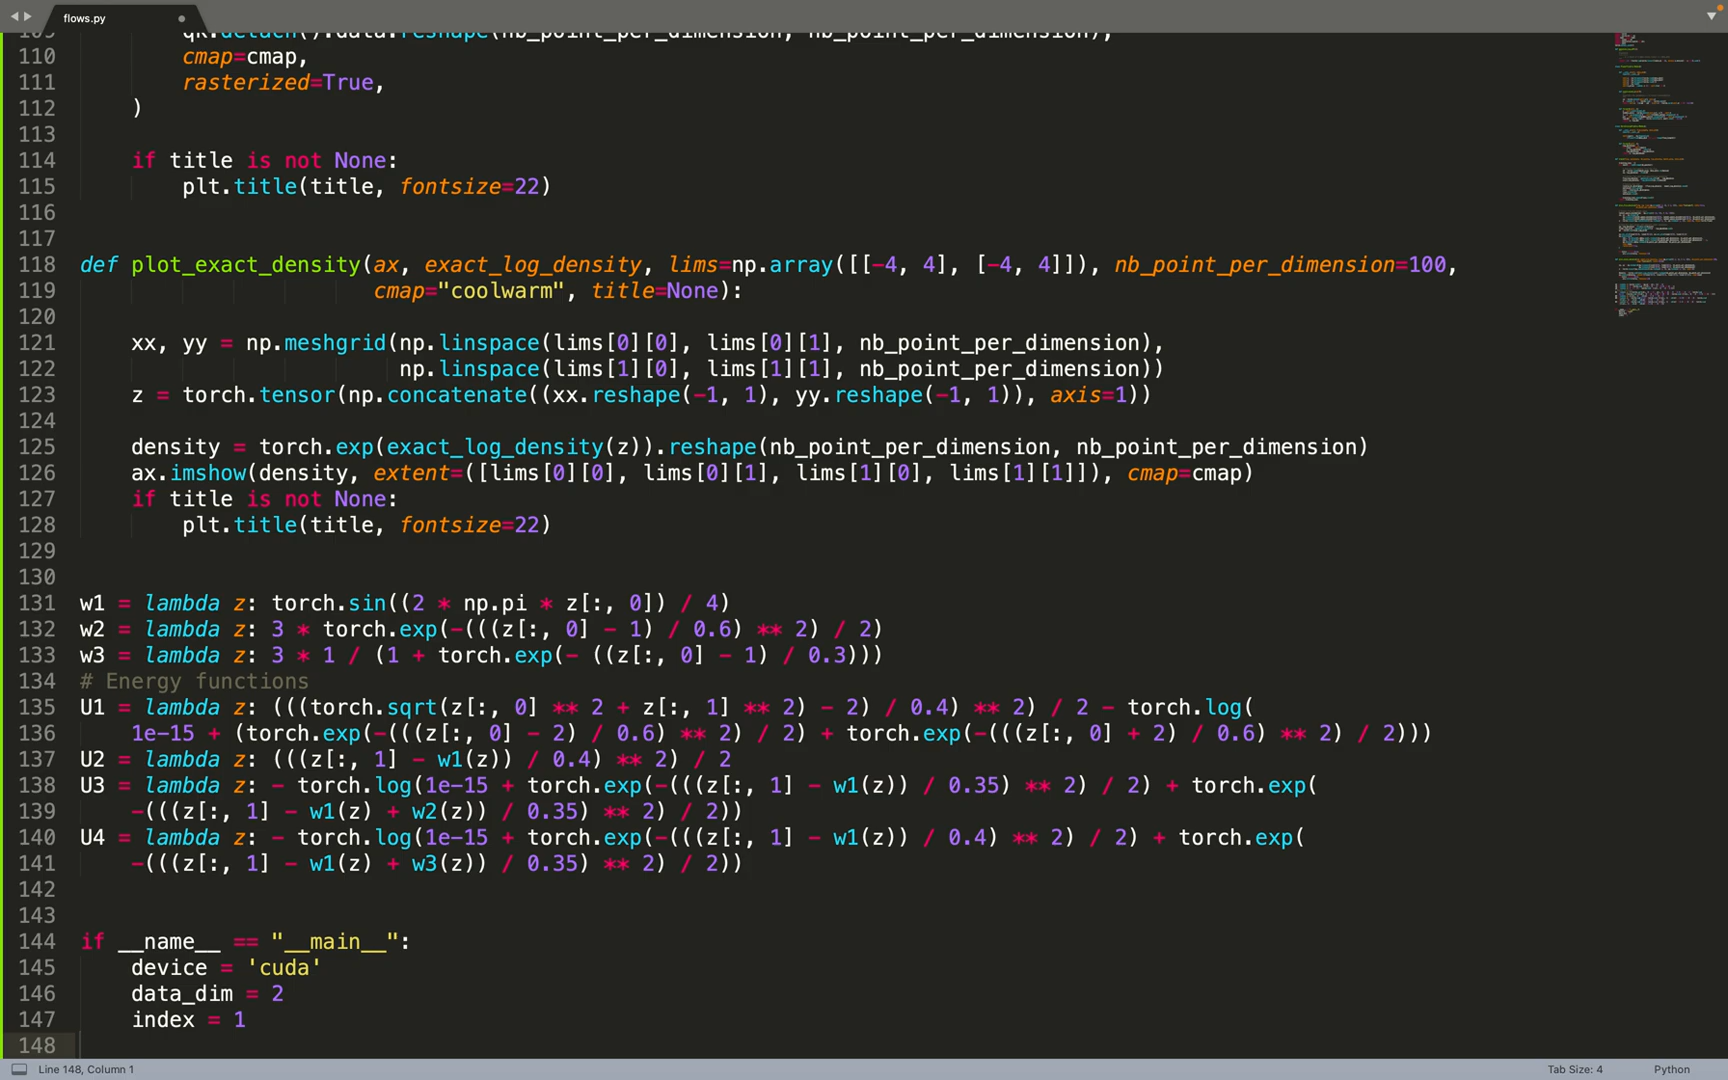 flows.py
109 qk.detach().data.reshape(nb_point_per_dimension, nb_point_per_dimension),
110 cmap=cmap,
111 rasterized=True,
112 )
113
114 if title is not None:
115 plt.title(title, fontsize=22)
116
117
118 def plot_exact_density(ax, exact_log_density, lims=np.array([[-4, 4], [-4, 4]]), nb_point_per_dimension=100,
119 cmap="coolwarm", title=None):
120
121 xx, yy = np.meshgrid(np.linspace(lims[0][0], lims[0][1], nb_point_per_dimension),
122 np.linspace(lims[1][0], lims[1][1], nb_point_per_dimension))
123 z = torch.tensor(np.concatenate((xx.reshape(-1, 1), yy.reshape(-1, 1)), axis=1))
124
125 density = torch.exp(exact_log_density(z)).reshape(nb_point_per_dimension, nb_point_per_dimension)
126 ax.imshow(density, extent=([lims[0][0], lims[0][1], lims[1][0], lims[1][1]]), cmap=cmap)
127 if title is not None:
128 plt.title(title, fontsize=22)
129
130
131 w1 = lambda z: torch.sin((2 * np.pi * z[:, 0]) / 4)
132 w2 = lambda z: 3 * torch.exp(-(((z[:, 0] - 1) / 0.6) ** 2) / 2)
133 w3 = lambda z: 3 * 1 / (1 + torch.exp(- ((z[:, 0] - 1) / 0.3)))
134 # Energy functions
135 U1 = lambda z: (((torch.sqrt(z[:, 0] ** 2 + z[:, 1] ** 2) - 2) / 0.4) ** 2) / 2 - torch.log(
136 1e-15 + (torch.exp(-(((z[:, 0] - 2) / 0.6) ** 2) / 2) + torch.exp(-(((z[:, 0] + 2) / 0.6) ** 2) / 2)))
137 U2 = lambda z: (((z[:, 1] - w1(z)) / 0.4) ** 2) / 2
138 U3 = lambda z: - torch.log(1e-15 + torch.exp(-(((z[:, 1] - w1(z)) / 0.35) ** 2) / 2) + torch.exp(
139 -(((z[:, 1] - w1(z) + w2(z)) / 0.35) ** 2) / 2))
140 U4 = lambda z: - torch.log(1e-15 + torch.exp(-(((z[:, 1] - w1(z)) / 0.4) ** 2) / 2) + torch.exp(
141 -(((z[:, 1] - w1(z) + w3(z)) / 0.35) ** 2) / 2))
142
143
144 if __name__ == "__main__":
145 device = 'cuda'
146 data_dim = 2
147 index = 1
148
Line 148, Column 1
Tab Size: 4
Python